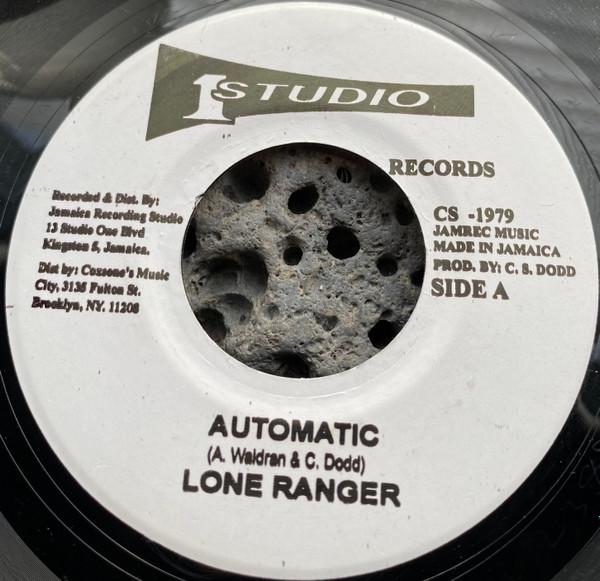 1 STUDIO
RECORDS
Recorded & Dist. By:
Jamaica Recording Studio
13 Studio One Blvd
Kingston 5, Jamaica.
Dist by: Coxsone's Music
City, 3135 Fulton St.
Brooklyn, NY. 11208
CS -1979
JAMREC MUSIC
MADE IN JAMAICA
PROD. BY: C. S. DODD
SIDE A
AUTOMATIC
(A. Waldran & C. Dodd)
LONE RANGER